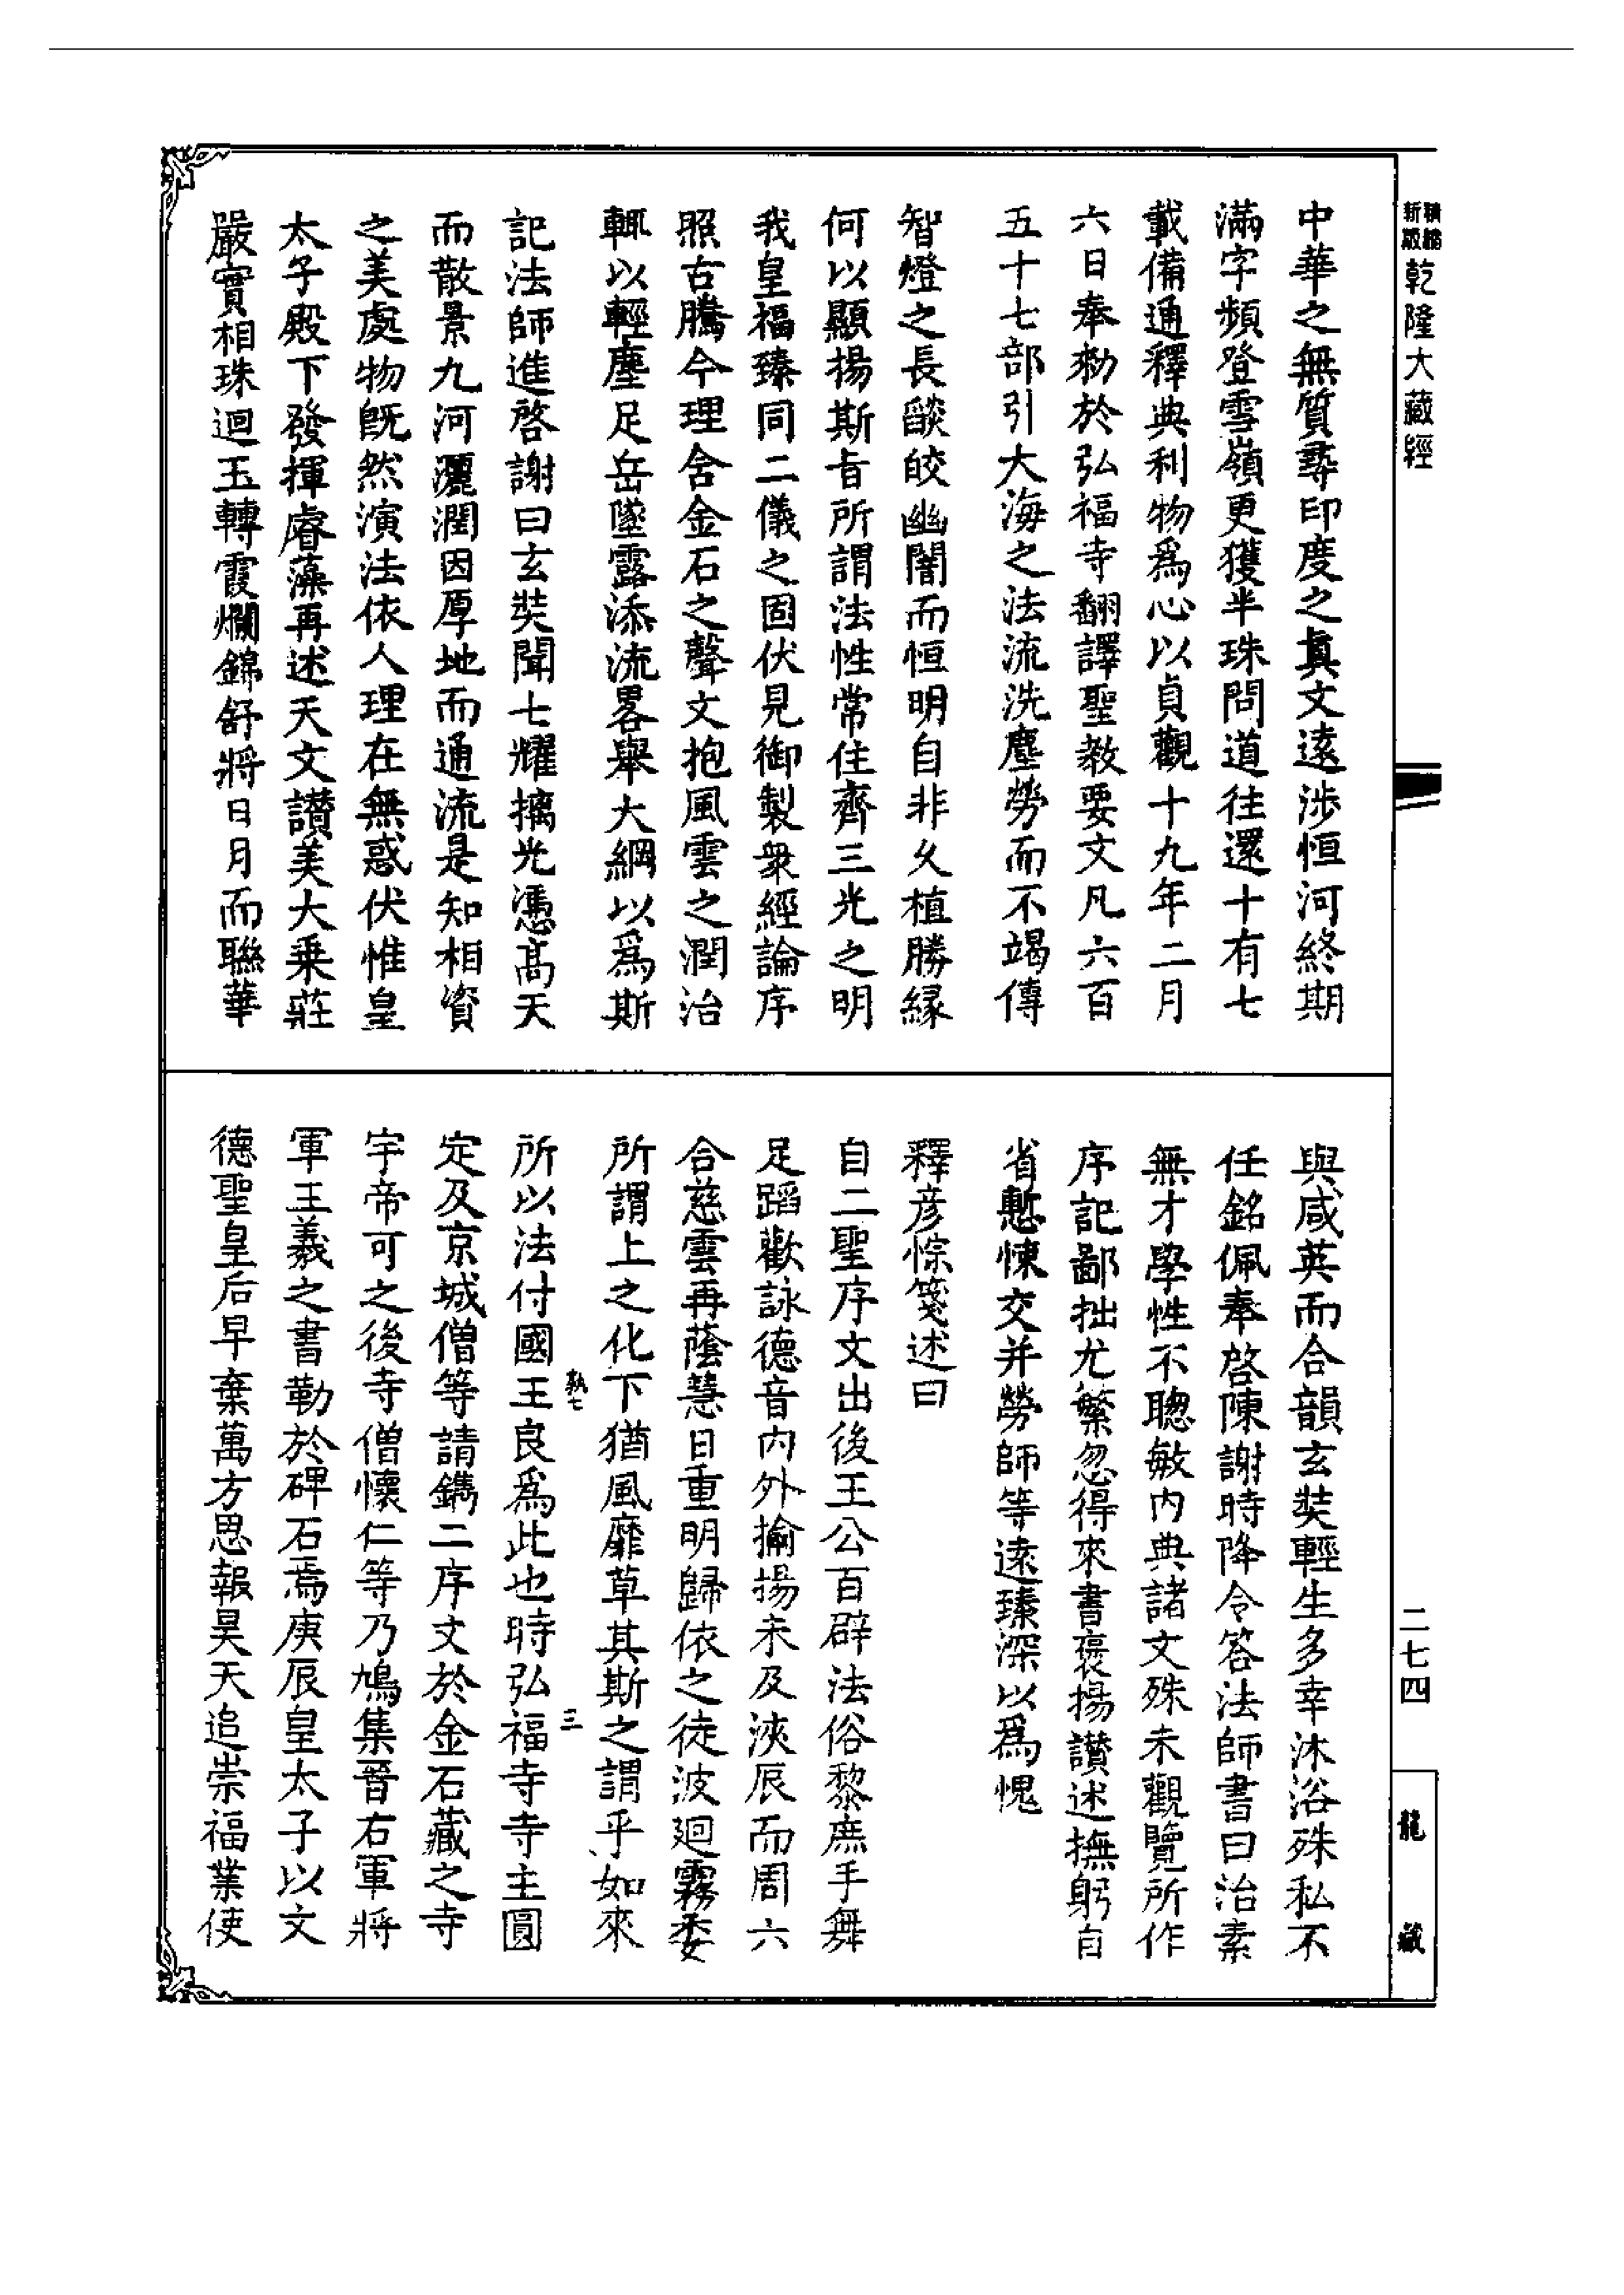 新版精縮乾隆大藏經
中華之無質尋印度之真文遠涉恒河終期
滿字頻登雪嶺更獲半珠問道往還十有七
載備通釋典利物爲心以貞觀十九年二月
六日奉勑於弘福寺翻譯聖教要文凡六百
五十七部引大海之法流洗塵勞而不竭傳
智燈之長燄皎幽闇而恒明自非久植勝縁
何以顯揚斯旨所謂法性常住齊三光之明
我皇福臻同二儀之固伏見御製衆經論序
照古騰今理含金石之聲文抱風雲之潤治
輒以輕塵足岳墜露添流畧舉大綱以爲斯
記法師進啓謝曰玄奘聞七耀摛光憑高天
而散景九河灑潤因厚地而通流是知相資
之美處物旣然演法依人理在無惑伏惟皇
太子殿下發揮睿藻再述天文讃美大乗莊
嚴實相珠迴玉轉霞爛錦舒將日月而聯華
與咸英而合韻玄奘輕生多幸沐浴殊私不
任銘佩奉啓陳謝時降令答法師書曰治素
無才學性不聰敏內典諸文殊未觀覽所作
序記鄙拙尤繁忽得來書褒揚讃述撫躬自
省慙悚交并勞師等遠臻深以爲愧
釋彦悰箋述曰
自二聖序文出後王公百辟法俗黎庶手舞
足蹈歡詠德音內外揄揚未及浹辰而周六
合慈雲再蔭慧日重明歸依之徒波迴霧委
所謂上之化下猶風靡草其斯之謂乎如來
所以法付國王良爲此也時弘福寺寺主圓
孰七
三
定及京城僧等請鐫二序文於金石藏之寺
宇帝可之後寺僧懷仁等乃鳩集晉右軍將
軍王羲之書勒於碑石焉庚辰皇太子以文
德聖皇后早棄萬方思報昊天追崇福業使
二七四
龍藏